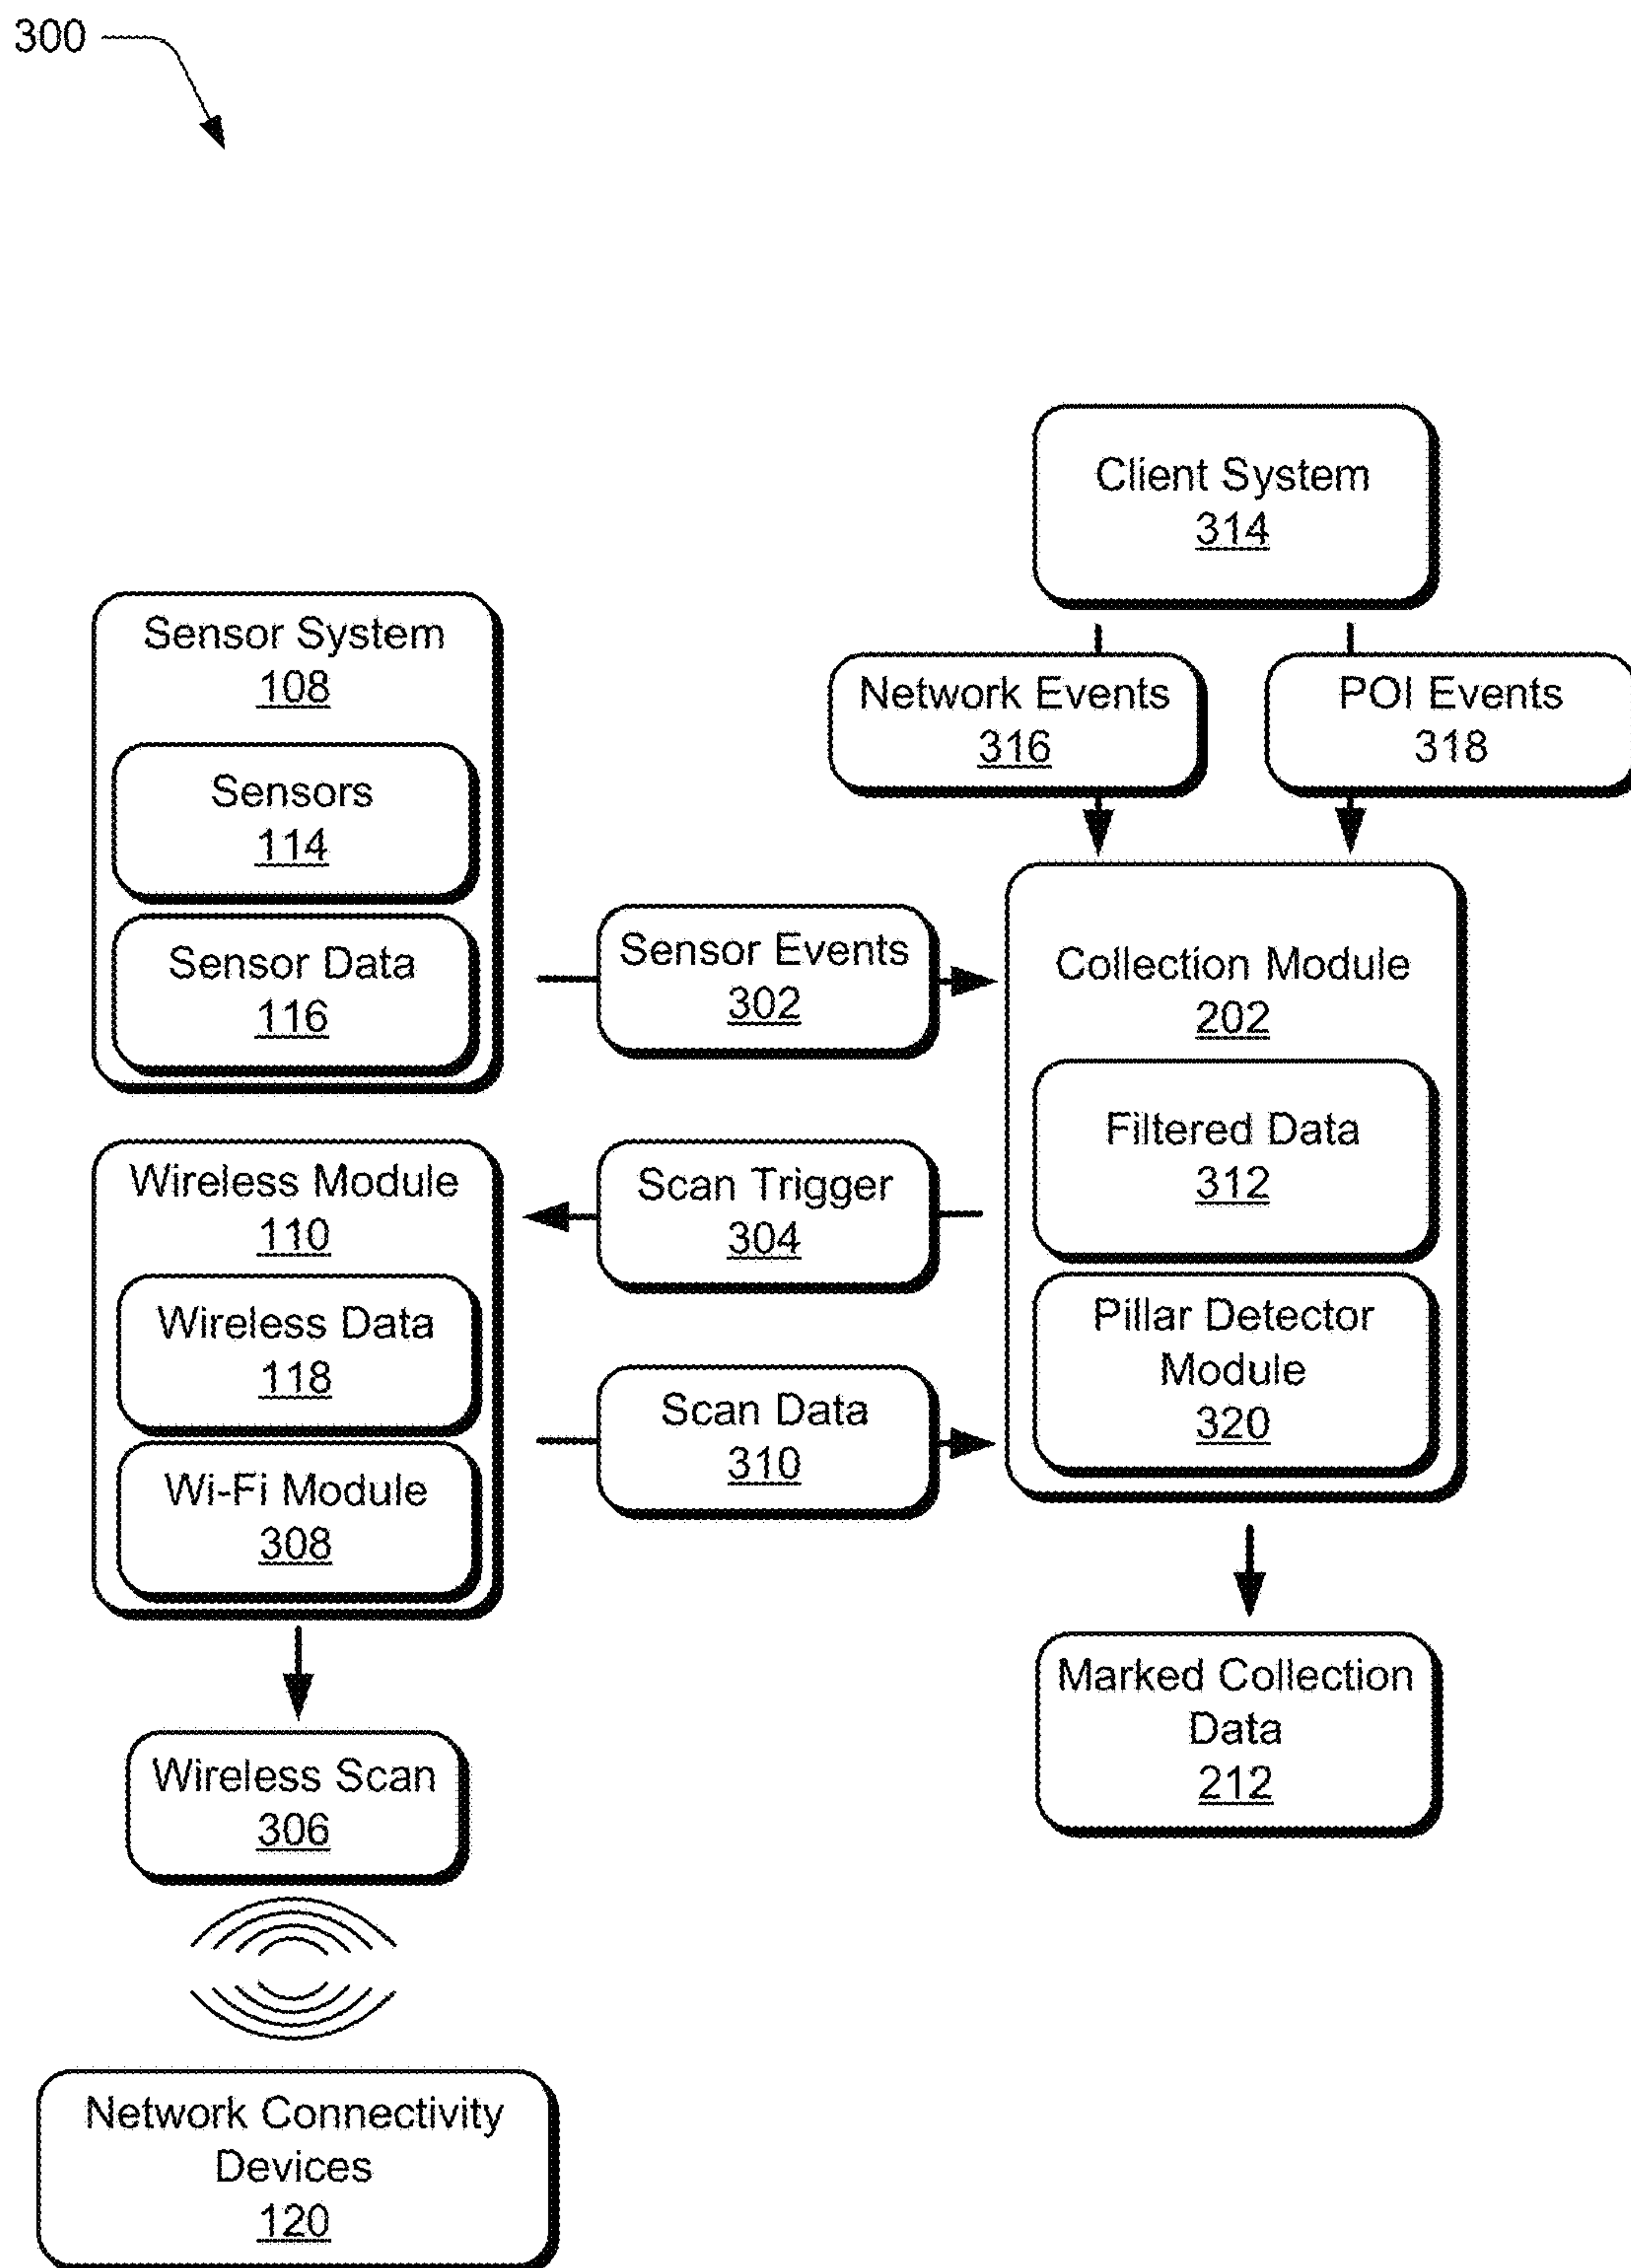 300
Client System
314
Sensor System
108
Network Events
316
POI Events
318
Sensors
114
Sensor Data
116
Sensor Events
302
Collection Module
202
Filtered Data
312
Pillar Detector
Module
320
Scan Trigger
304
Wireless Module
110
Wireless Data
118
Wi-Fi Module
308
Scan Data
310
Wireless Scan
306
Marked Collection
Data
212
Network Connectivity
Devices
120